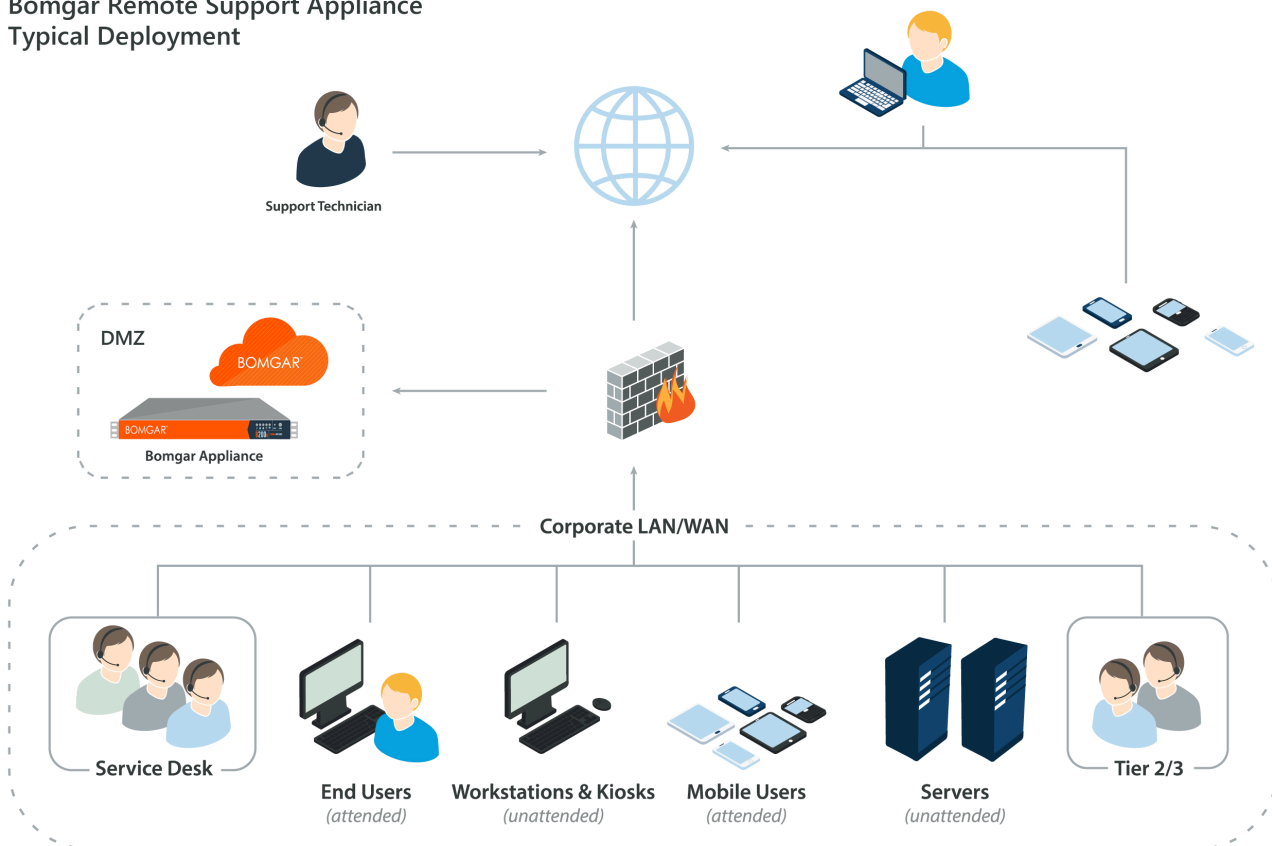 Bomgar Remote Support Appliance
Typical Deployment
Support Technician
DMZ
BOMGAR
BOMGAR
Bomgar Appliance
Corporate LAN/WAN
Service Desk
End Users
(attended)
Workstations & Kiosks
(unattended)
Mobile Users
(attended)
Servers
(unattended)
Tier 2/3